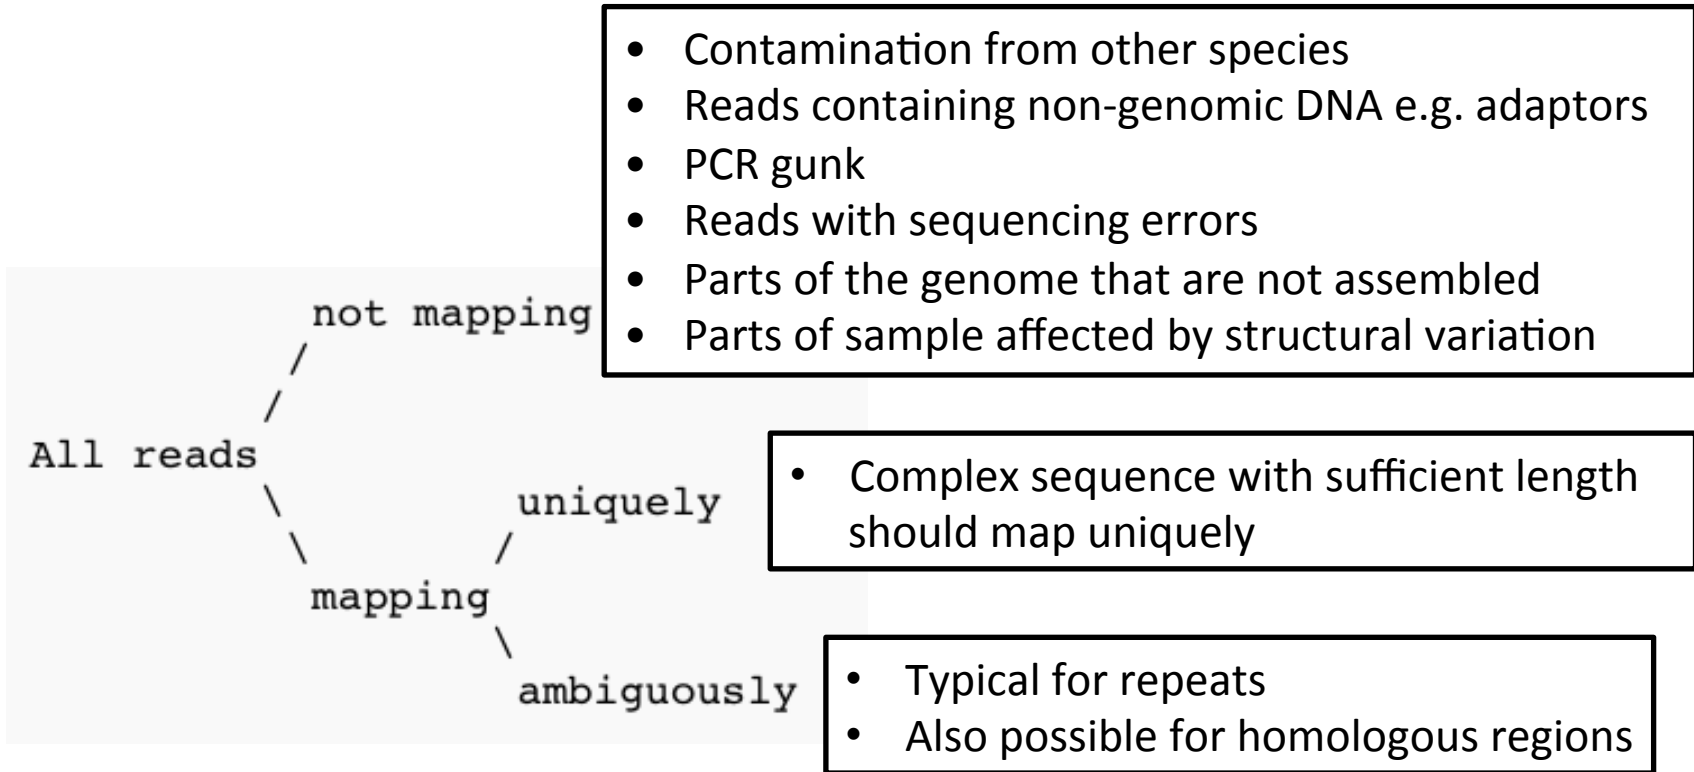 • Contamination from other species
• Reads containing non-genomic DNA e.g. adaptors
• PCR gunk
• Reads with sequencing errors
• Parts of the genome that are not assembled
• Parts of sample affected by structural variation
not mapping
/
/
All reads
\ uniquely
\ /
mapping
\
ambiguously
• Complex sequence with sufficient length
should map uniquely
• Typical for repeats
• Also possible for homologous regions